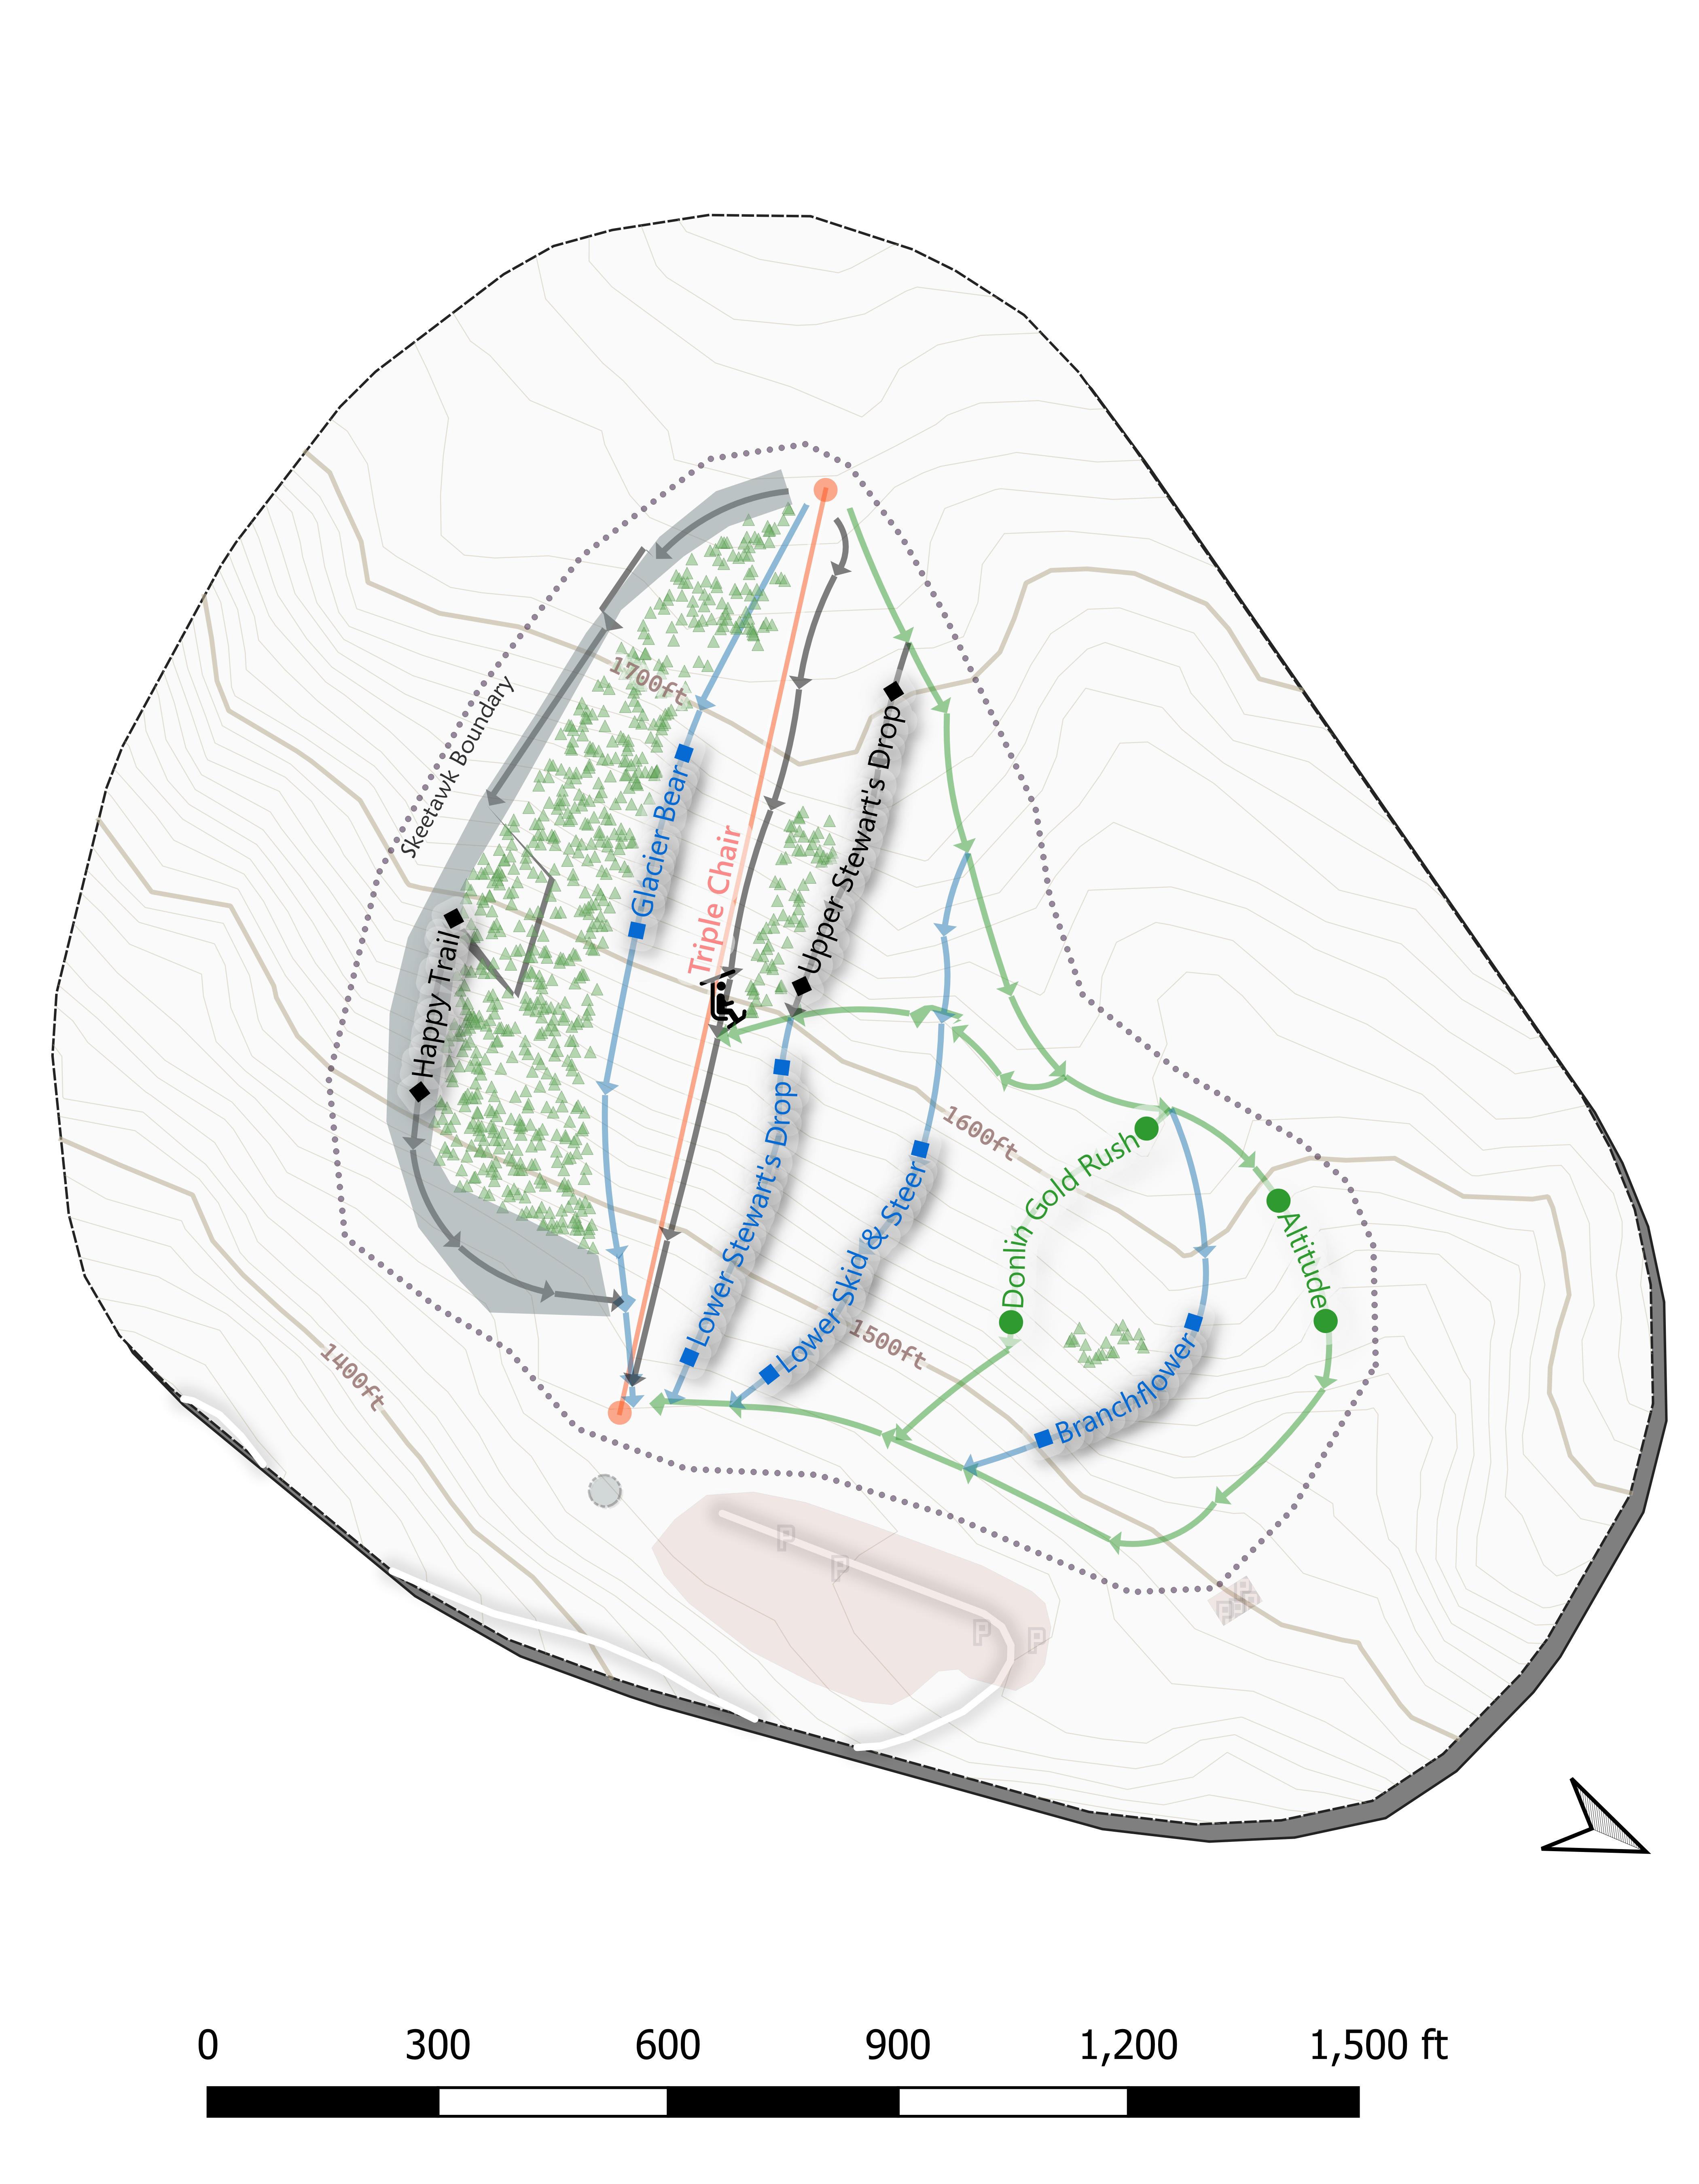 1700ft
Skeetawk Boundary
Glacier Bear
Triple Chair
Upper Stewart's Drop
Happy Trail
Lower Stewart's Drop
Lower Skid & Steer
1600ft
Donlin Gold Rush
Altitude
1500ft
Branchflower
1400ft
P
P
P
P
P
P
P
P
0 300 600 900 1,200 1,500 ft